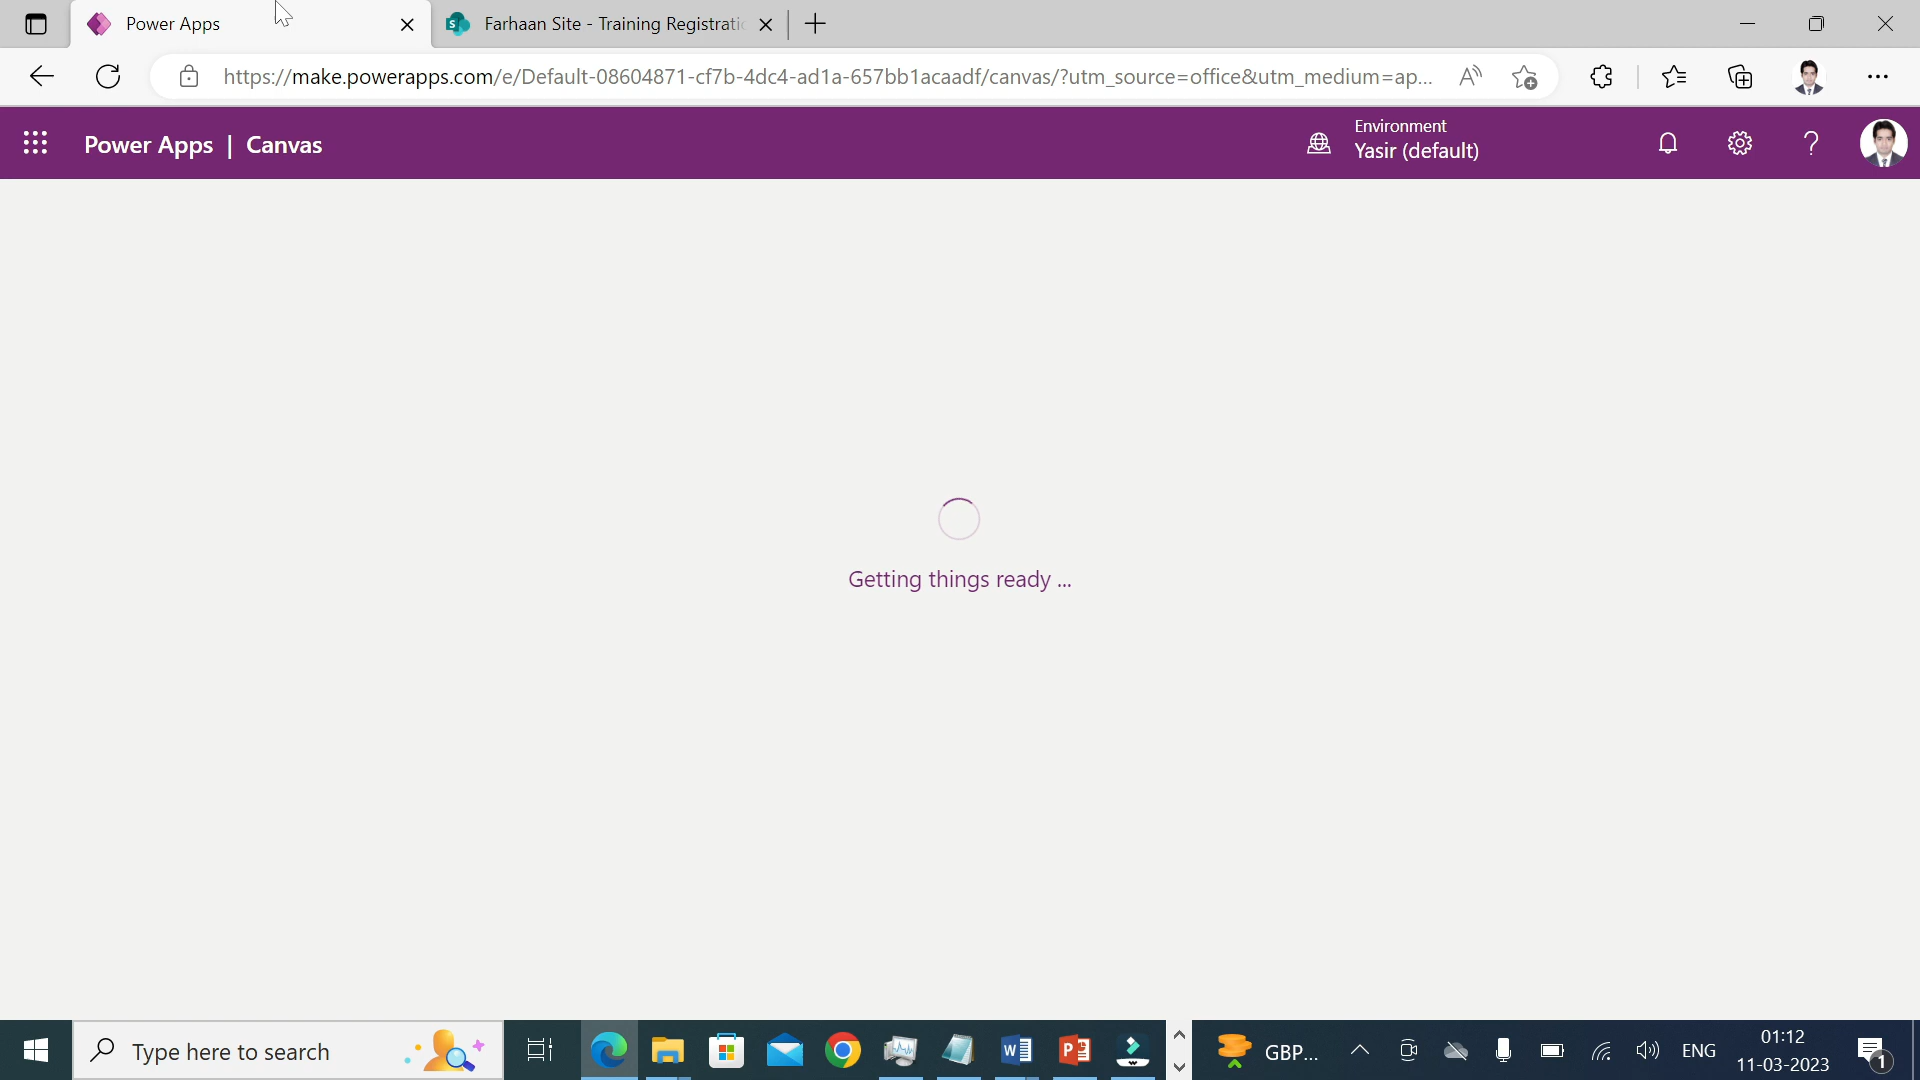 Power Apps
Farhaan Site - Training Registratic
https://make.powerapps.com/e/Default-08604871-cf7b-4dc4-ad1a-657bb1acaadf/canvas/?utm_source=office&utm_medium=ap...
Power Apps | Canvas
Environment
Yasir (default)
Getting things ready ...
Type here to search
GBP...
ENG
01:12
11-03-2023
1